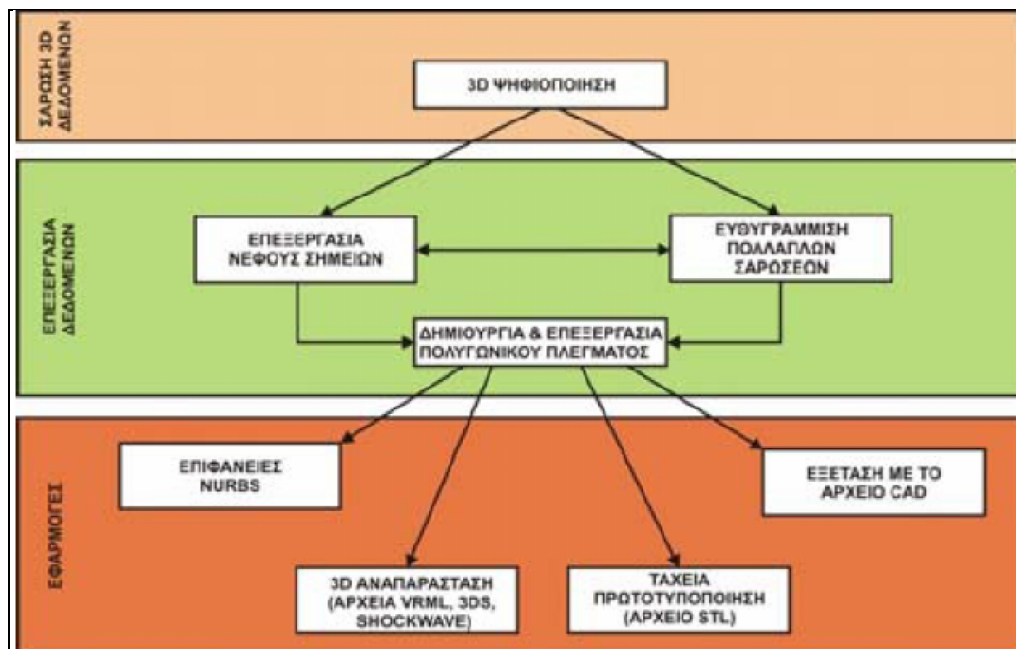 ΣΑΡΩΣΗ 3D
ΔΕΔΟΜΕΝΩΝ
3D ΨΗΦΙΟΠΟΙΗΣΗ
ΕΠΕΞΕΡΓΑΣΙΑ
ΔΕΔΟΜΕΝΩΝ
ΕΠΕΞΕΡΓΑΣΙΑ
ΝΕΦΟΥΣ ΣΗΜΕΙΩΝ
ΕΥΘΥΓΡΑΜΜΙΣΗ
ΠΟΛΛΑΠΛΩΝ
ΣΑΡΩΣΕΩΝ
ΔΗΜΙΟΥΡΓΙΑ & ΕΠΕΞΕΡΓΑΣΙΑ
ΠΟΛΥΓΩΝΙΚΟΥ ΠΛΕΓΜΑΤΟΣ
ΕΦΑΡΜΟΓΕΣ
ΕΠΙΦΑΝΕΙΕΣ
NURBS
ΕΞΕΤΑΣΗ ΜΕ ΤΟ
ΑΡΧΕΙΟ CAD
3D ΑΝΑΠΑΡΑΣΤΑΣΗ
(ΑΡΧΕΙΑ VRML, 3DS,
SHOCKWAVE)
ΤΑΧΕΙΑ
ΠΡΩΤΟΤΥΠΟΠΟΙΗΣΗ
(ΑΡΧΕΙΟ STL)